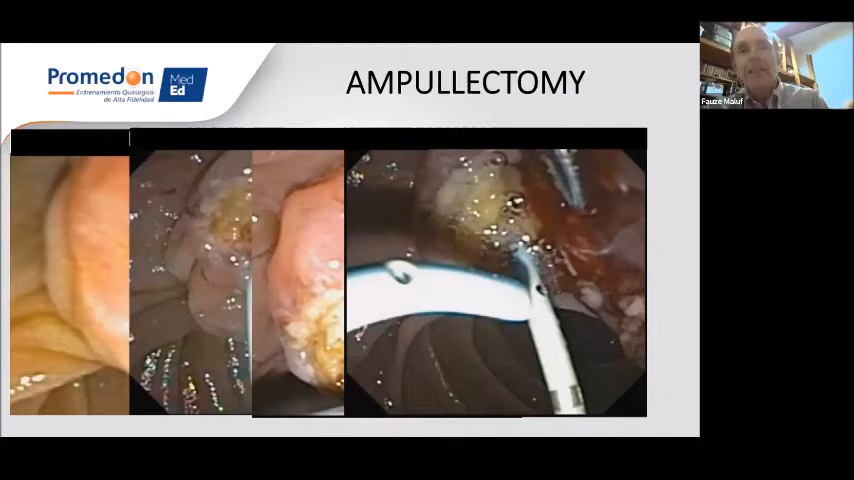 Promedon
Med
Ed
Entrenamiento Quirúrgico
de Alta Fidelidad
AMPULLECTOMY
Fauze Maluf